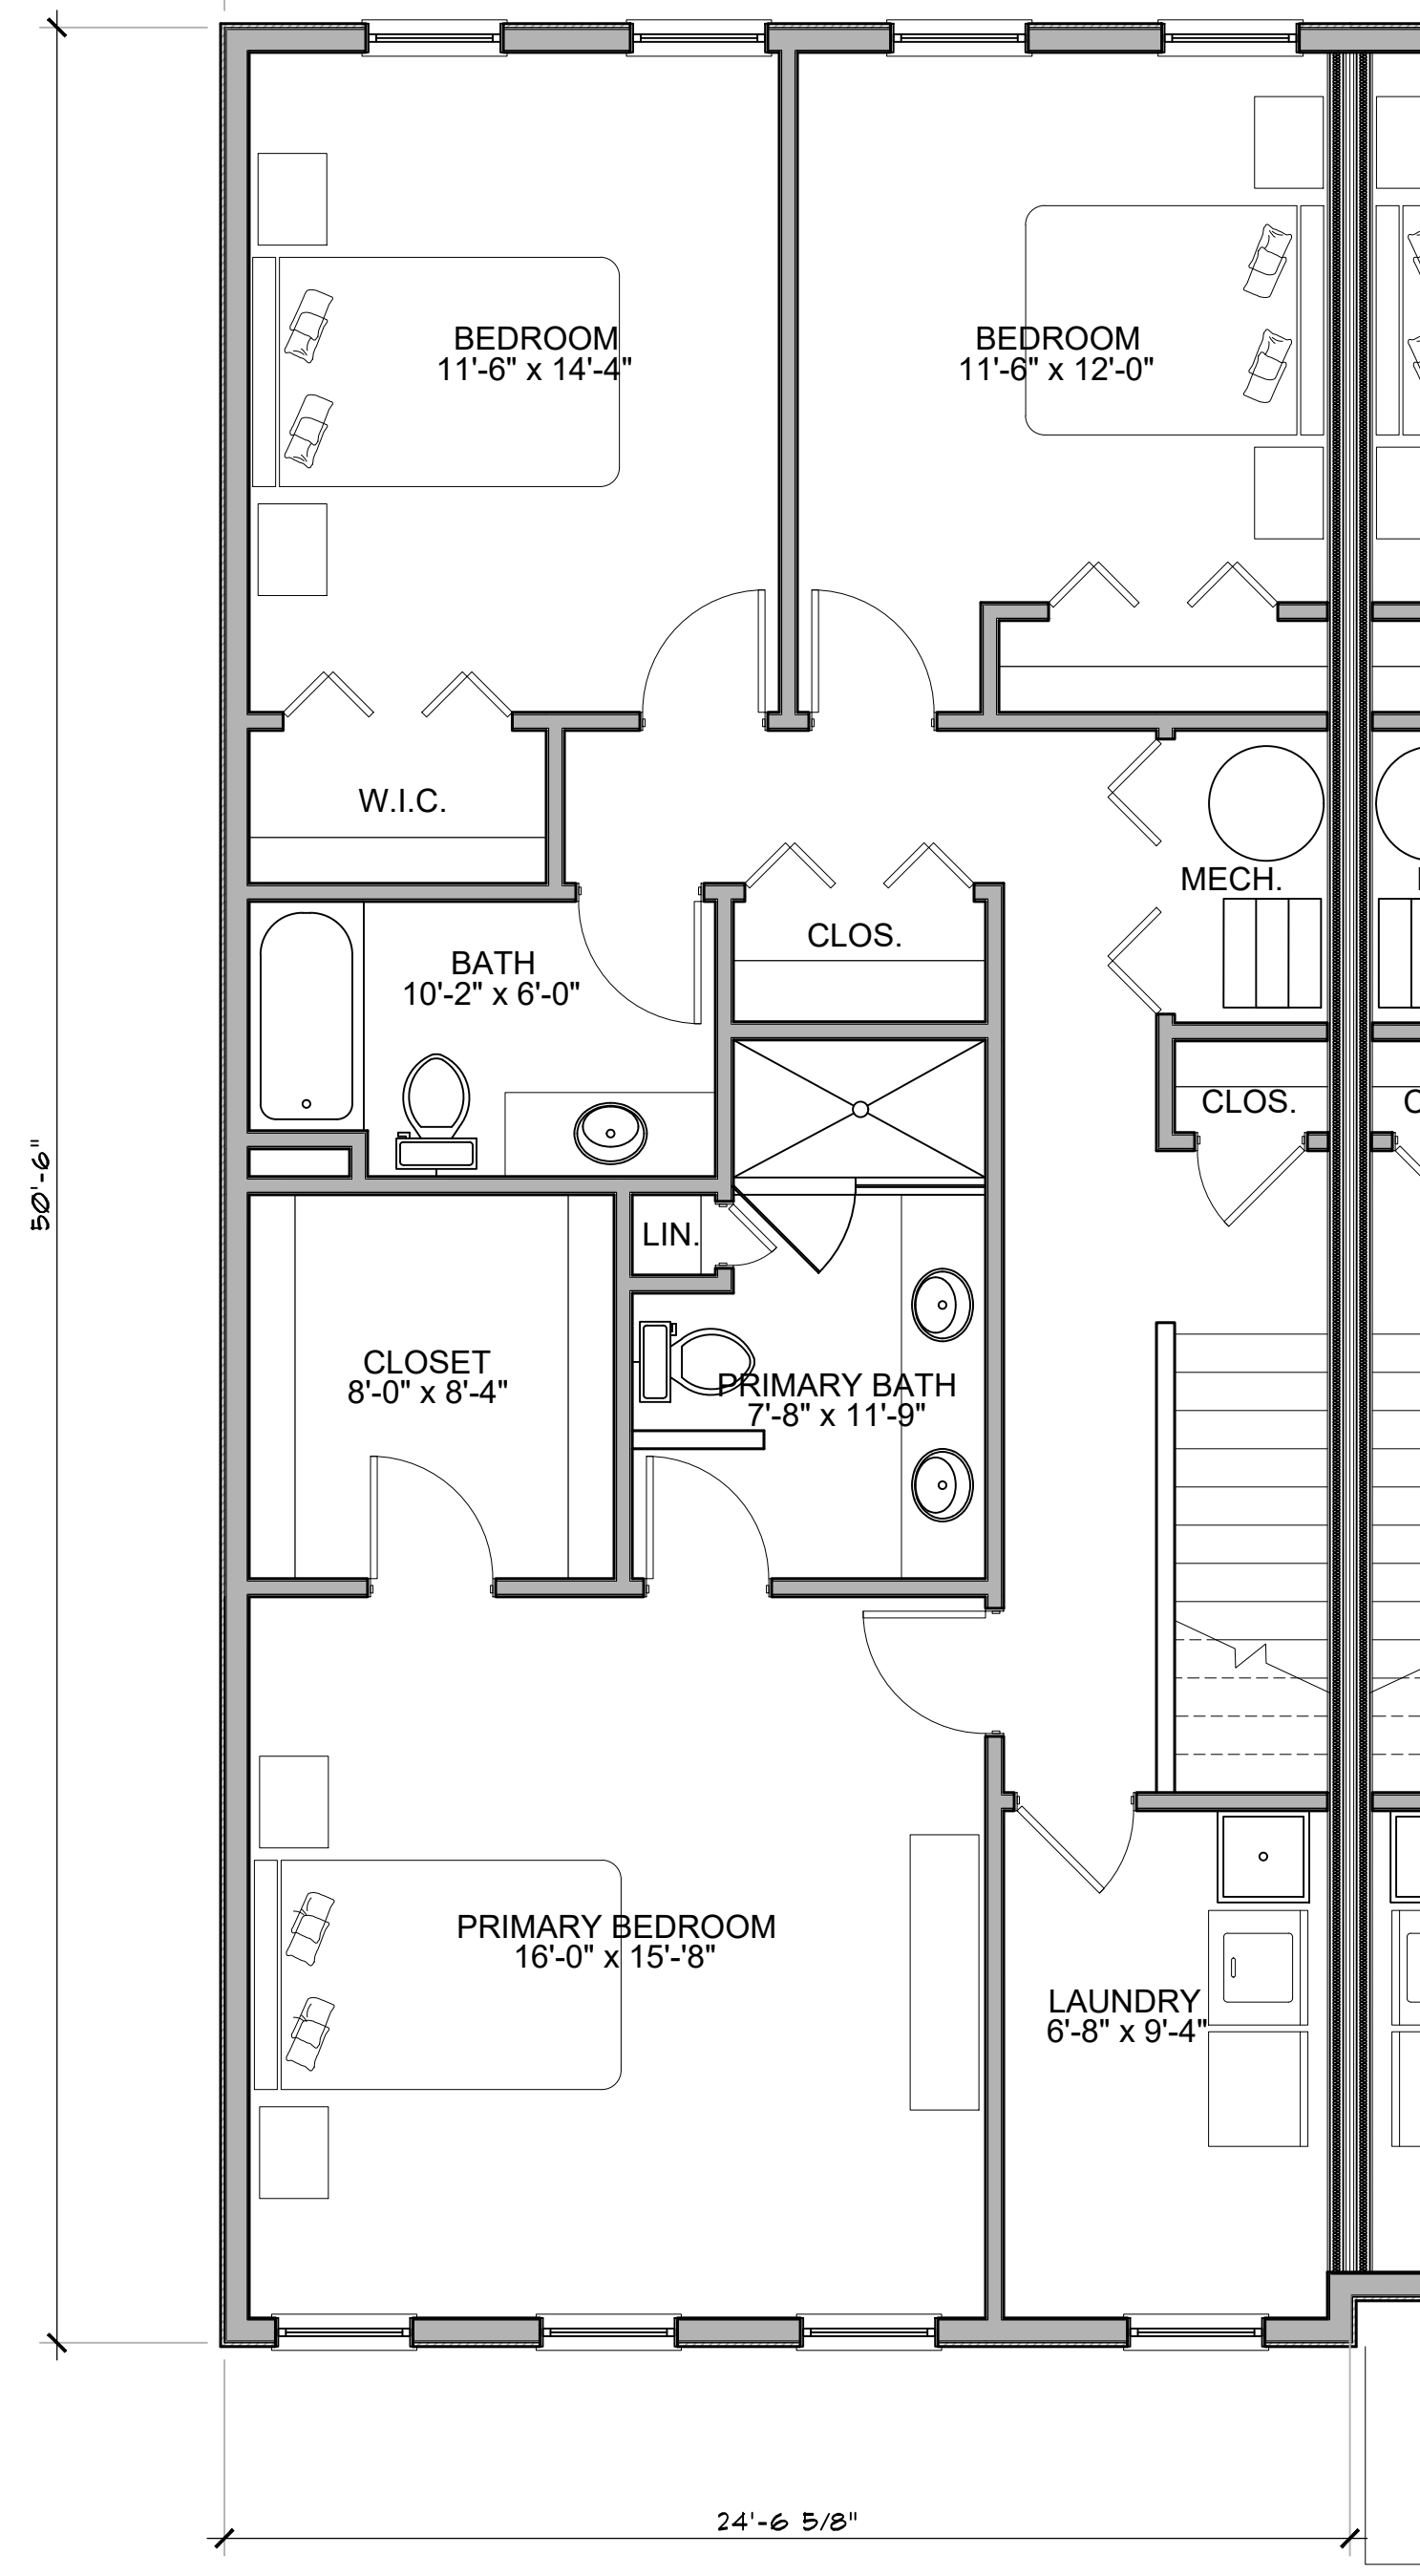 BEDROOM
11'-6" x 14'-4"
BEDROOM
11'-6" x 12'-0"
W.I.C.
MECH.
CLOS.
BATH
10'-2" x 6'-0"
CLOS.
50'-6"
LIN.
CLOSET
8'-0" x 8'-4"
PRIMARY BATH
7'-8" x 11'-9"
PRIMARY BEDROOM
16'-0" x 15'-'8"
LAUNDRY
6'-8" x 9'-4"
24'-6 5/8"